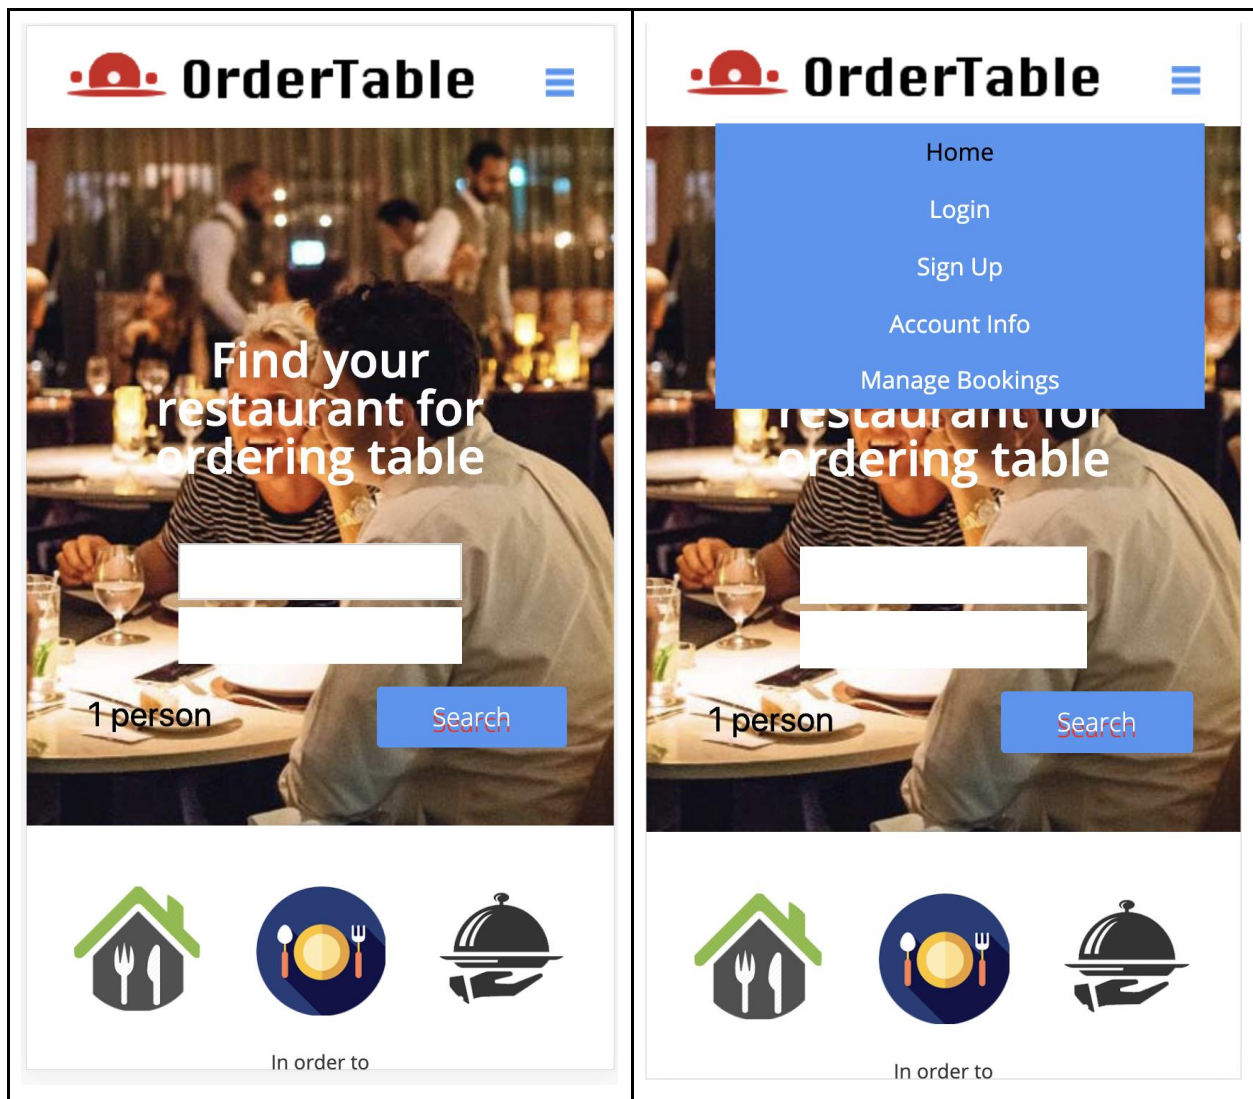 OrderTable
Find your
restaurant for
ordering table
1 person
Search
In order to
OrderTable
Home
Login
Sign Up
Account Info
Manage Bookings
restaurant for
ordering table
1 person
Search
In order to